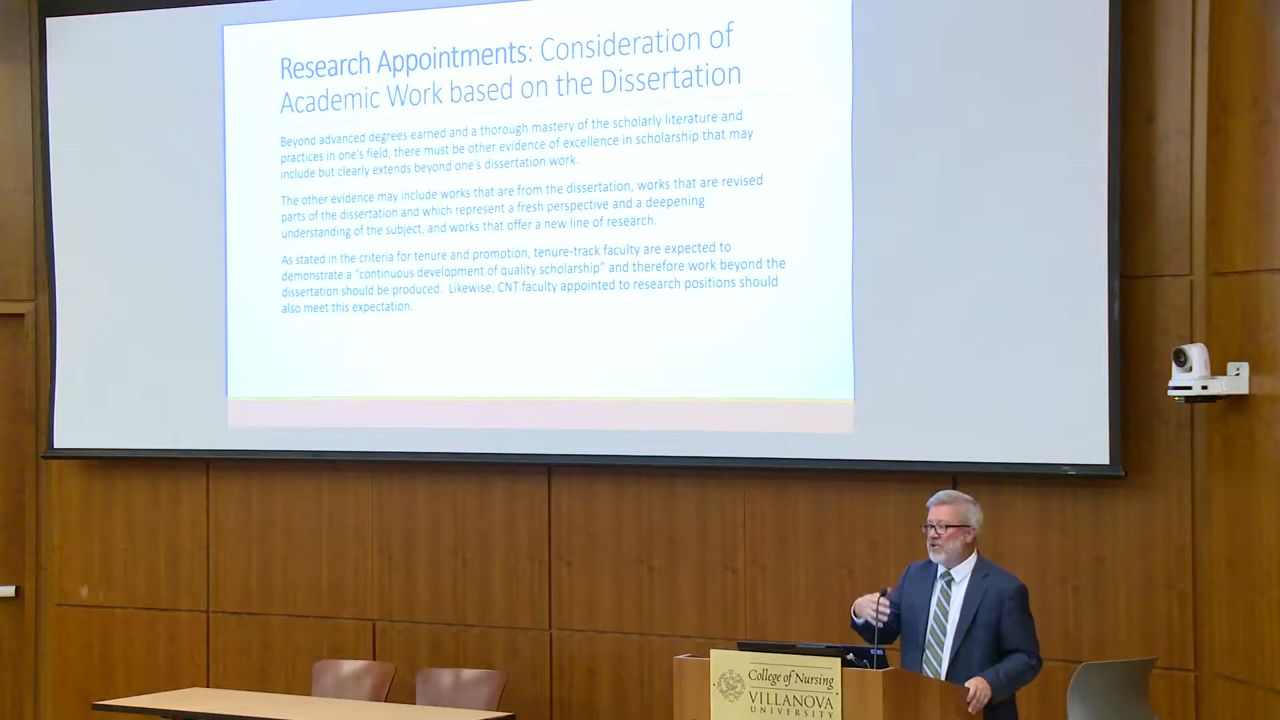 Research Appointments: Consideration of
Academic Work based on the Dissertation
Beyond advanced degrees earned and a thorough mastery of the scholarly literature and
practices in one's field, there must be other evidence of excellence in scholarship that may
include but clearly extends beyond one's dissertation work.
The other evidence may include works that are from the dissertation, works that are revised
parts of the dissertation and which represent a fresh perspective and a deepening
understanding of the subject, and works that offer a new line of research.
As stated in the criteria for tenure and promotion, tenure-track faculty are expected to
demonstrate a "continuous development of quality scholarship" and therefore work beyond the
dissertation should be produced. Likewise, CNT faculty appointed to research positions should
also meet this expectation.
College of Nursing
VILLANOVA
UNIVERSITY